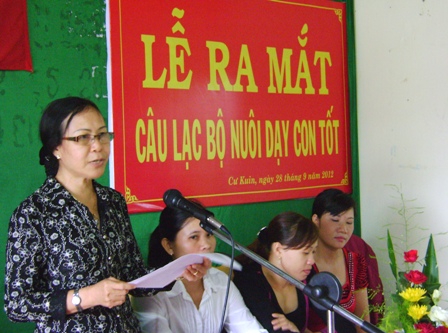 LỄ RA MẮT
CÂU LẠC BỘ NUÔI DẠY CON TỐT
Cư Kuin, ngày 28 tháng 9 năm 2012